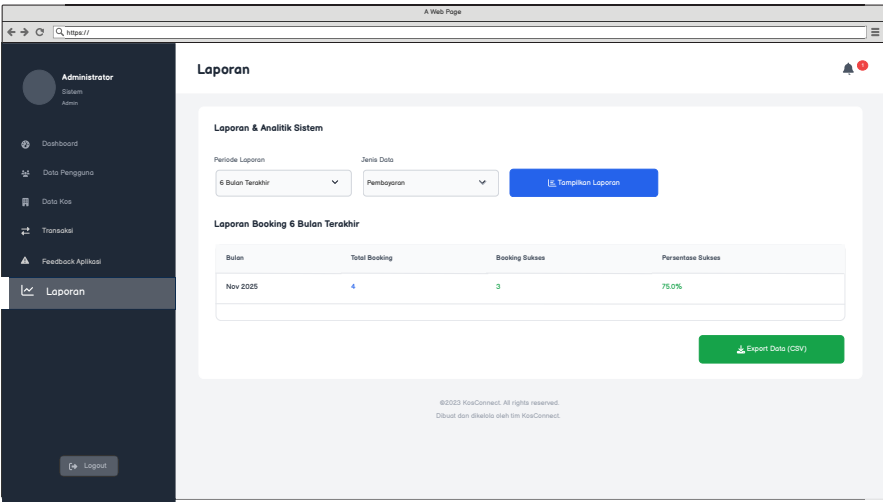 A Web Page
https://
Administrator
Sistem
Admin
Dashboard
Data Pengguna
Data Kos
Transaksi
Feedback Aplikasi
Laporan
Logout
Laporan
1
Laporan & Analitik Sistem
Periode Laporan
Jenis Data
6 Bulan Terakhir
Pembayaran
Tampilkan Laporan
Laporan Booking 6 Bulan Terakhir
Bulan Total Booking Booking Sukses Persentase Sukses
Nov 2025 4 3 75.0%
Export Data (CSV)
©2023 KosConnect. All rights reserved.
Dibuat dan dikelola oleh tim KosConnect.